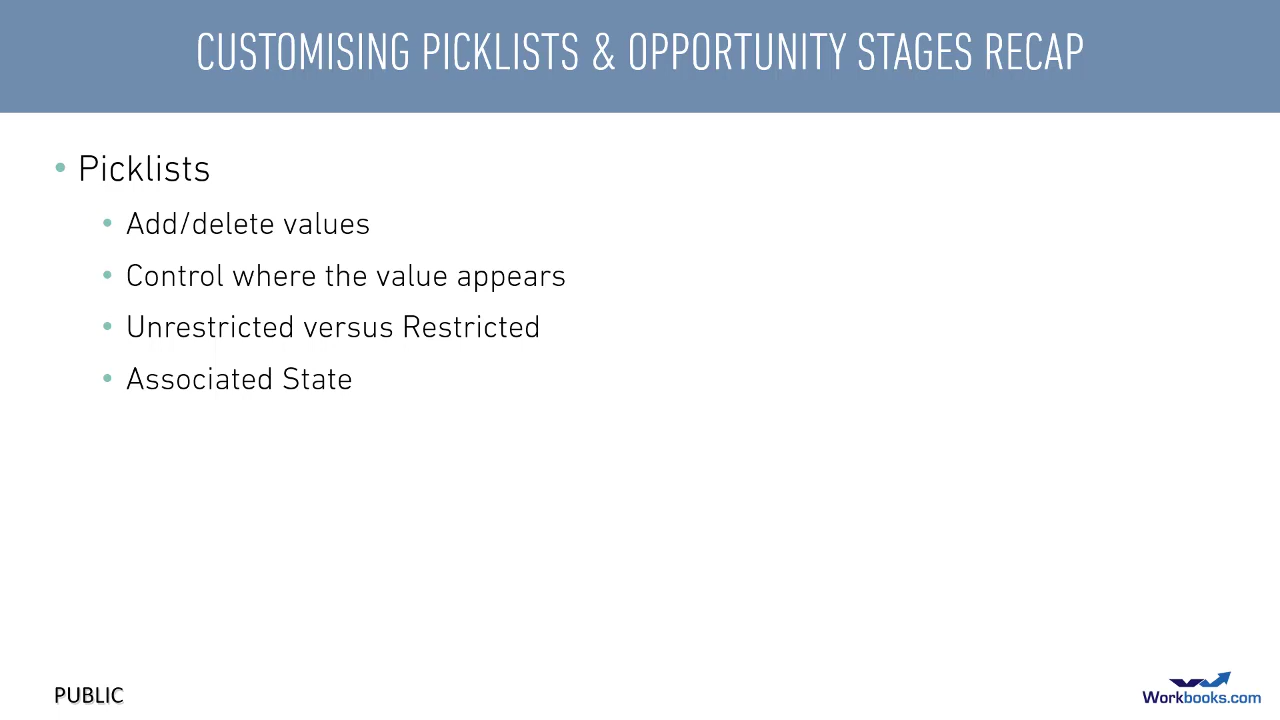 CUSTOMISING PICKLISTS & OPPORTUNITY STAGES RECAP
• Picklists
• Add/delete values
• Control where the value appears
• Unrestricted versus Restricted
• Associated State
PUBLIC
Workbooks.com